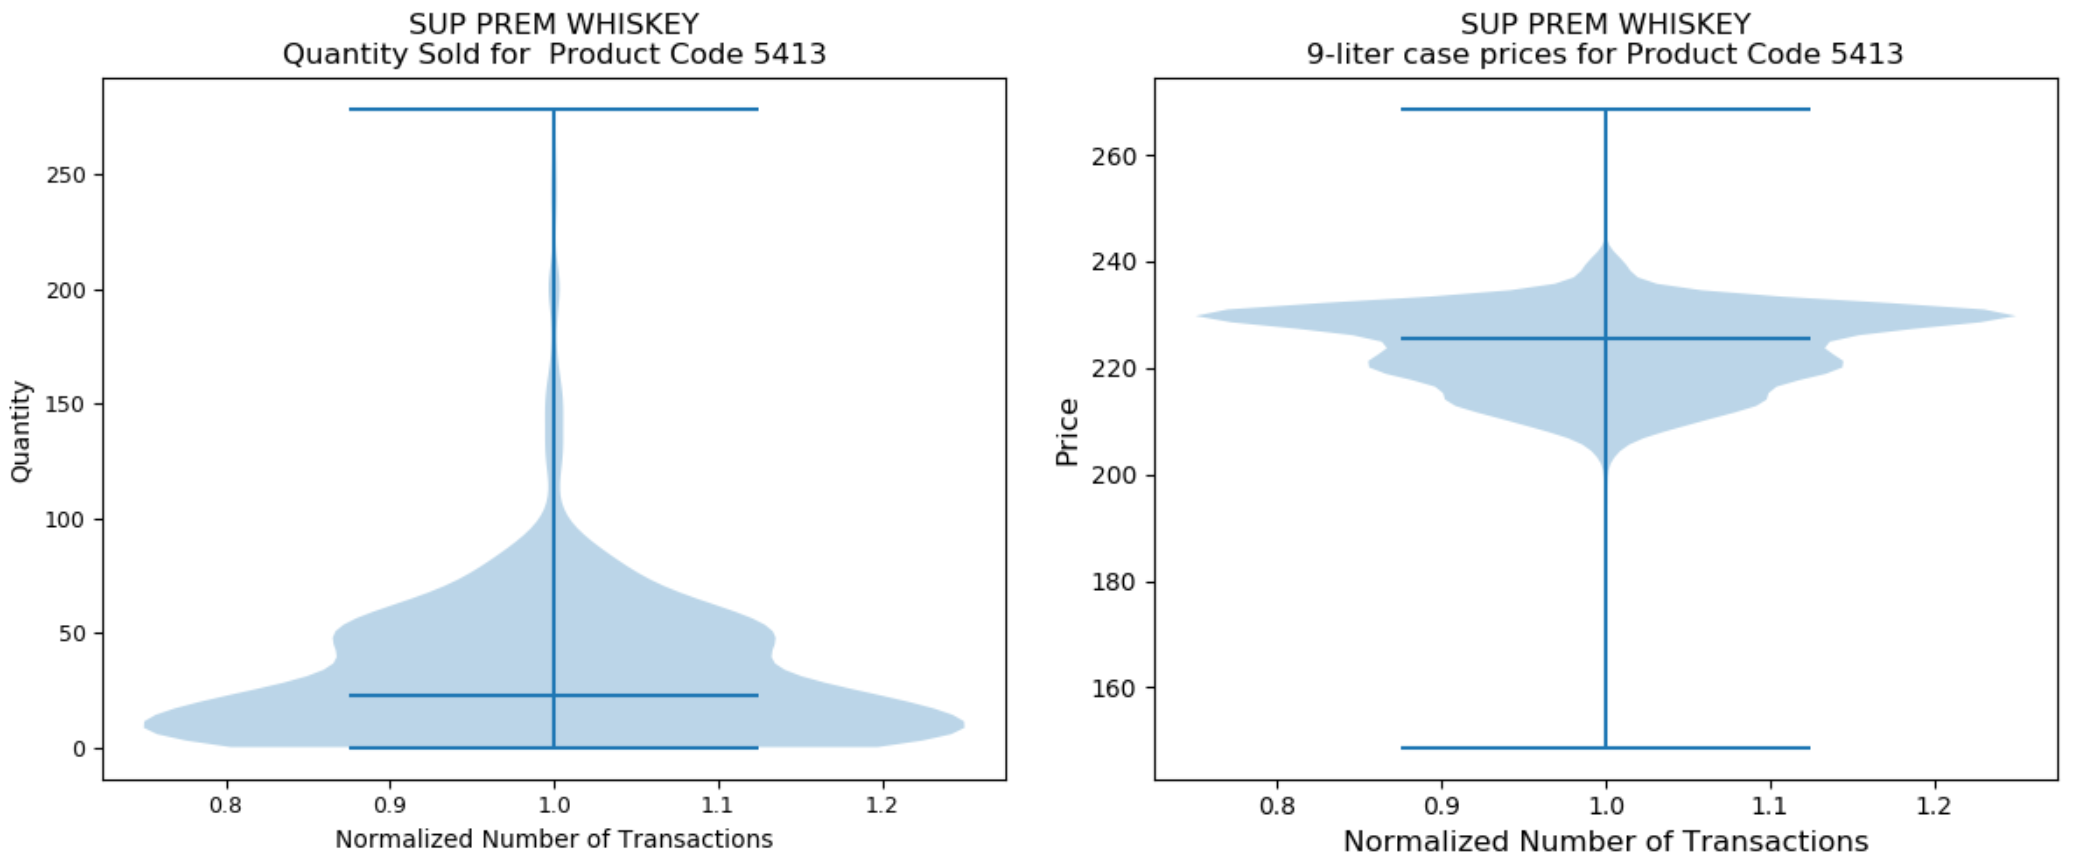 SUP PREM WHISKEY
Quantity Sold for  Product Code 5413
250
200
150
100
50
0
Quantity
0.8
0.9
1.0
1.1
1.2
Normalized Number of Transactions
SUP PREM WHISKEY
9-liter case prices for Product Code 5413
260
240
220
200
180
160
Price
0.8
0.9
1.0
1.1
1.2
Normalized Number of Transactions